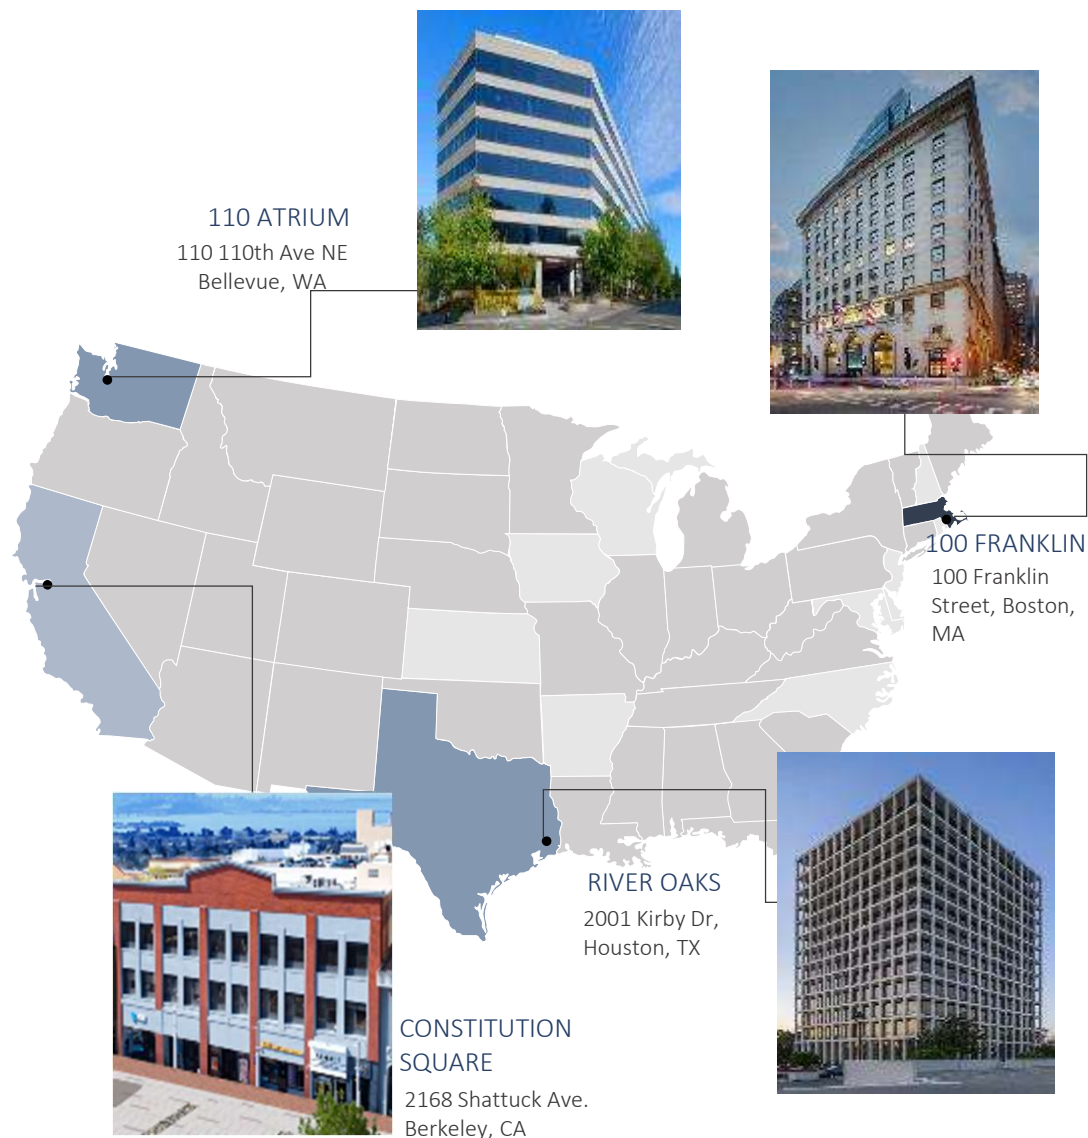 110 ATRIUM
110 110th Ave NE
Bellevue, WA
100 FRANKLIN
100 Franklin
Street, Boston,
MA
RIVER OAKS
2001 Kirby Dr,
Houston, TX
CONSTITUTION
SQUARE
2168 Shattuck Ave.
Berkeley, CA